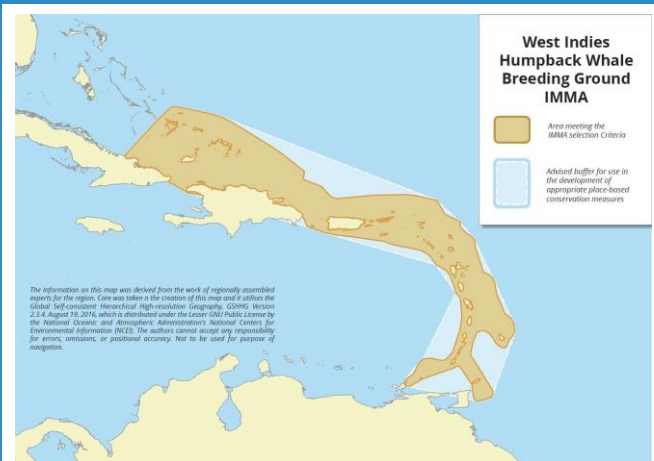 West Indies
Humpback Whale
Breeding Ground
IMMA
Area meeting the
IMMA selection Criteria
Advised buffer for use in
the development of
appropriate place-based
conservation measures
The information on this map was derived from the work of regionally assembled
experts for the region. Care was taken n the creation of this map and it utilises the
Global Self-consistent Hierarchical High-resolution Geography, GSHHG Version
2.3.4. August 19, 2016, which is distributed under the Lesser GNU Public License by
the National Oceanic and Atmospheric Administration's National Centers for
Environmental Information (NCEI). The authors cannot accept any responsibility
for errors, omissions, or positional accuracy. Not to be used for purpose of
navigation.